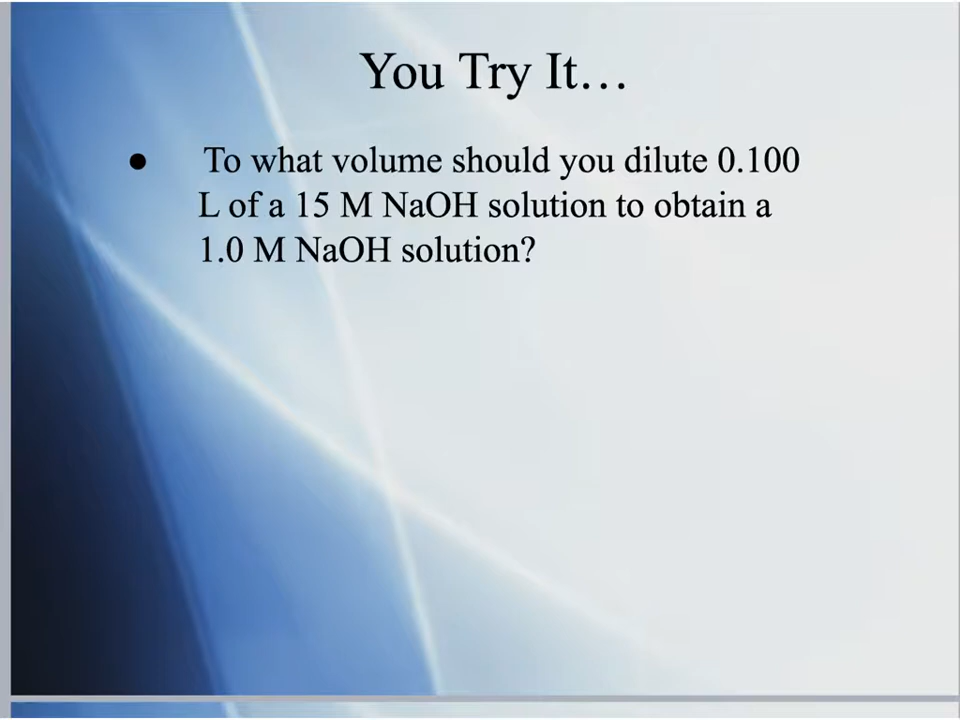 You Try It…
● To what volume should you dilute 0.100
L of a 15 M NaOH solution to obtain a
1.0 M NaOH solution?